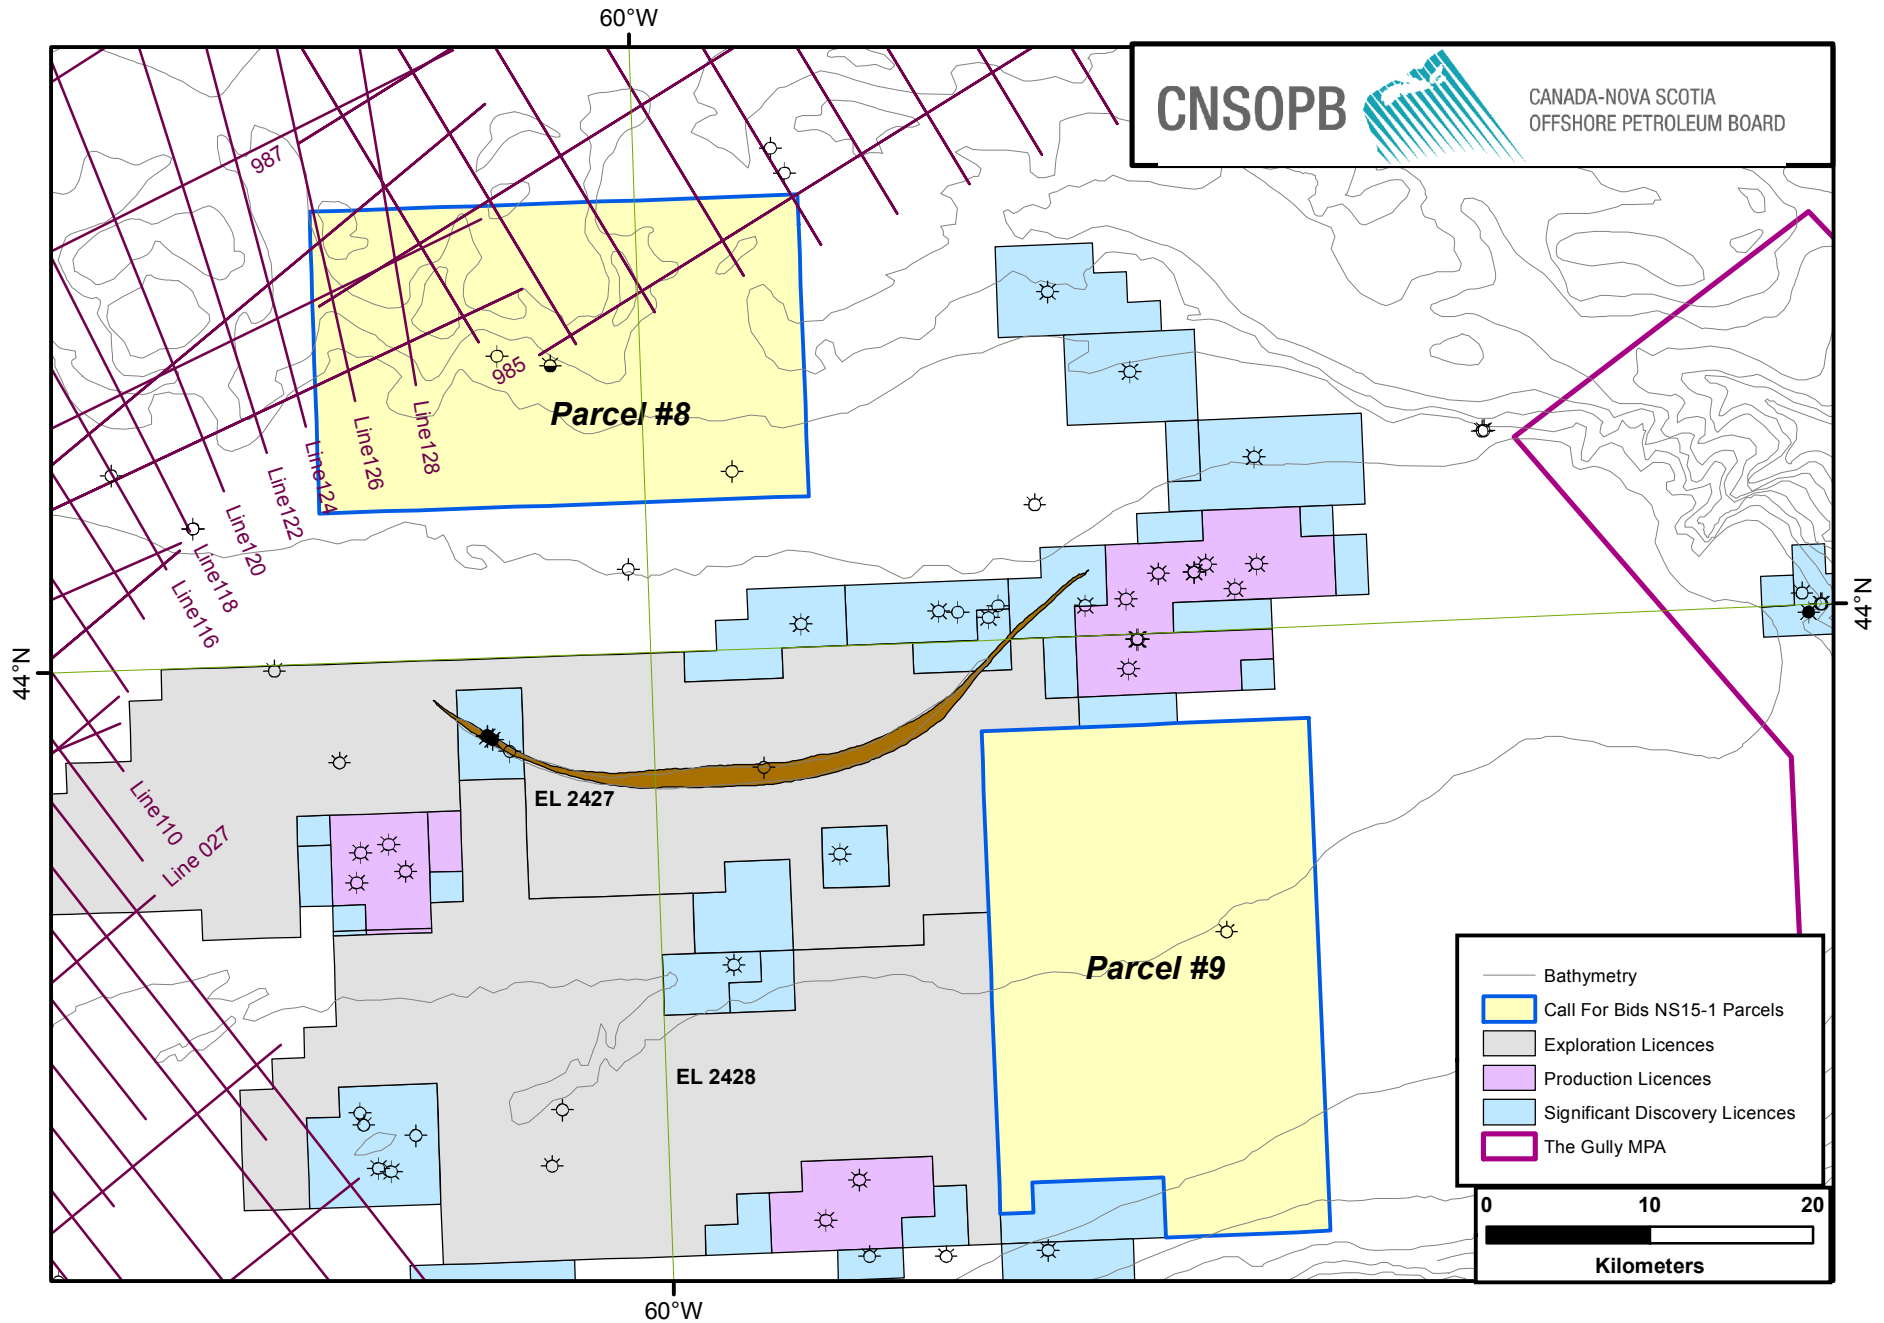 60°W
CNSOPB
CANADA-NOVA SCOTIA
OFFSHORE PETROLEUM BOARD
987
985
Parcel #8
Line128
Line126
Line124
Line122
Line120
Line118
Line116
44°N
44°N
Line110
Line 027
EL 2427
Parcel #9
EL 2428
Bathymetry
Call For Bids NS15-1 Parcels
Exploration Licences
Production Licences
Significant Discovery Licences
The Gully MPA
0 10 20
Kilometers
60°W